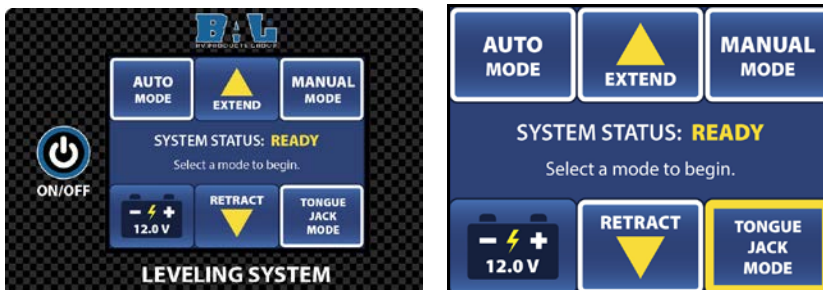 BAL
RV PRODUCTS GROUP
AUTO
MODE
EXTEND
MANUAL
MODE
SYSTEM STATUS: READY
Select a mode to begin.
ON/OFF
12.0 V
RETRACT
TONGUE
JACK
MODE
LEVELING SYSTEM
AUTO
MODE
EXTEND
MANUAL
MODE
SYSTEM STATUS: READY
Select a mode to begin.
12.0 V
RETRACT
TONGUE
JACK
MODE